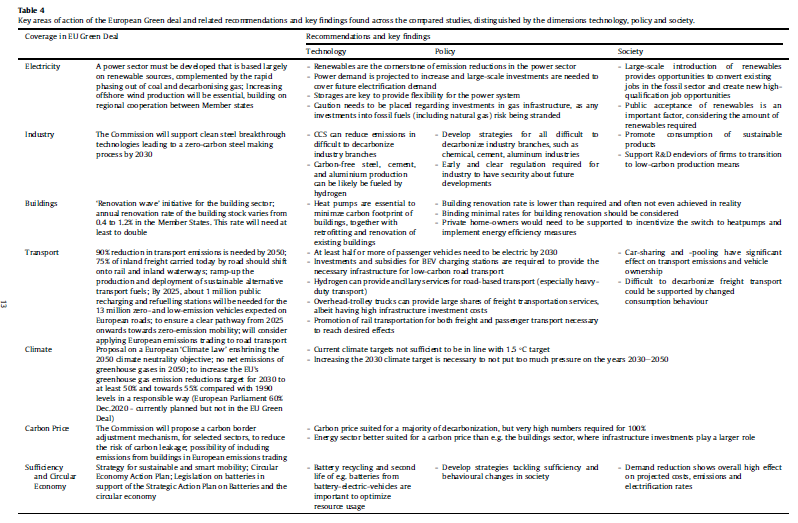 Table 4
Key areas of action of the European Green deal and related recommendations and key findings found across the compared studies, distinguished by the dimensions technology, policy and society.
Coverage in EU Green Deal
Recommendations and key findings
Technology
Policy
Society
Electricity
A power sector must be developed that is based largely
on renewable sources, complemented by the rapid
phasing out of coal and decarbonising gas; Increasing
offshore wind production will be essential, building on
regional cooperation between Member states
– Renewables are the cornerstone of emission reductions in the power sector
– Power demand is projected to increase and large-scale investments are needed to
cover future electrification demand
– Storages are key to provide flexibility for the power system
– Caution needs to be placed regarding investments in gas infrastructure, as any
investments into fossil fuels (including natural gas) risk being stranded
– Large-scale introduction of renewables
provides opportunities to convert existing
jobs in the fossil sector and create new high-
qualification job opportunities
– Public acceptance of renewables is an
important factor, considering the amount of
renewables required
Industry
The Commission will support clean steel breakthrough
technologies leading to a zero-carbon steel making
process by 2030
– CCS can reduce emissions in
difficult to decarbonize
industry branches
– Carbon-free steel, cement,
and aluminium production
can be likely be fueled by
hydrogen
– Develop strategies for all difficult to
decarbonize industry branches, such as
chemical, cement, aluminum industries
– Early and clear regulation required for
industry to have security about future
developments
– Promote consumption of sustainable
products
– Support R&D endeviors of firms to transition
to low-carbon production means
Buildings
'Renovation wave' initiative for the building sector;
annual renovation rate of the building stock varies from
0.4 to 1.2% in the Member States. This rate will need at
least to double
– Heat pumps are essential to
minimize carbon footprint of
buildings, together with
retrofitting and renovation of
existing buildings
– Building renovation rate is lower than required and often not even achieved in reality
– Binding minimal rates for building renovation should be considered
– Private home-owners would need to be supported to incentivize the switch to heatpumps and
implement energy efficiency measures
Transport
90% reduction in transport emissions is needed by 2050;
75% of inland freight carried today by road should shift
onto rail and inland waterways; ramp-up the
production and deployment of sustainable alternative
transport fuels; By 2025, about 1 million public
recharging and refuelling stations will be needed for the
13 million zero- and low-emission vehicles expected on
European roads; to ensure a clear pathway from 2025
onwards towards zero-emission mobility; will consider
applying European emissions trading to road transport
– At least half or more of passenger vehicles need to be electric by 2030
– Investments and subsidies for BEV charging stations are required to provide the
necessary infrastructure for low-carbon road transport
– Hydrogen can provide ancillary services for road-based transport (especially heavy-
duty transport)
– Overhead-trolley trucks can provide large shares of freight transportation services,
albeit having high infrastructure investment costs
– Promotion of rail transportation for both freight and passenger transport necessary
to reach desired effects
– Car-sharing and -pooling have significant
effect on transport emissions and vehicle
ownership
– Difficult to decarbonize freight transport
could be supported by changed
consumption behaviour
Climate
Proposal on a European 'Climate law' enshrining the
2050 climate neutrality objective; no net emissions of
greenhouse gases in 2050; to increase the EU's
greenhouse gas emission reductions target for 2030 to
at least 50% and towards 55% compared with 1990
levels in a responsible way (European Parliament 60%
Dec.2020 – currently planned but not in the EU Green
Deal)
– Current climate targets not sufficient to be in line with 1.5 °C target
– Increasing the 2030 climate target is necessary to not put too much pressure on the years 2030–2050
Carbon Price
The Commission will propose a carbon border
adjustment mechanism, for selected sectors, to reduce
the risk of carbon leakage; possibility of including
emissions from buildings in European emissions trading
– Carbon price suited for a majority of decarbonization, but very high numbers required for 100%
– Energy sector better suited for a carbon price than e.g. the buildings sector, where infrastructure investments play a larger role
Sufficiency
and Circular
Economy
Strategy for sustainable and smart mobility; Circular
Economy Action Plan; Legislation on batteries in
support of the Strategic Action Plan on Batteries and the
circular economy
– Battery recycling and second
life of e.g. batteries from
battery-electric-vehicles are
important to optimize
resource usage
– Develop strategies tackling sufficiency and
behavioural changes in society
– Demand reduction shows overall high effect
on projected costs, emissions and
electrification rates
13